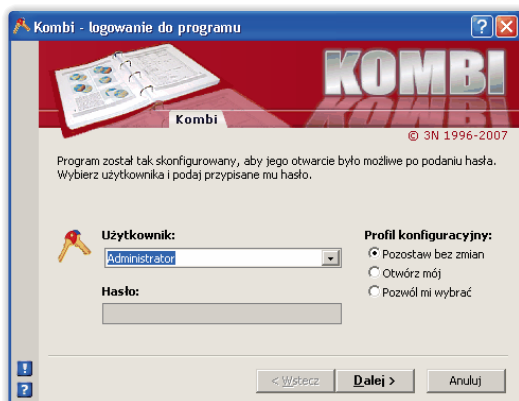 Kombi - logowanie do programu
KOMBI
Kombi
© 3N 1996-2007
Program został tak skonfigurowany, aby jego otwarcie było możliwe po podaniu hasła.
Wybierz użytkownika i podaj przypisane mu hasło.
Użytkownik:
Administrator
Hasło:
Profil konfiguracyjny:
Pozostaw bez zmian
Otwórz mój
Pozwól mi wybrać
< Wstecz
Dalej >
Anuluj